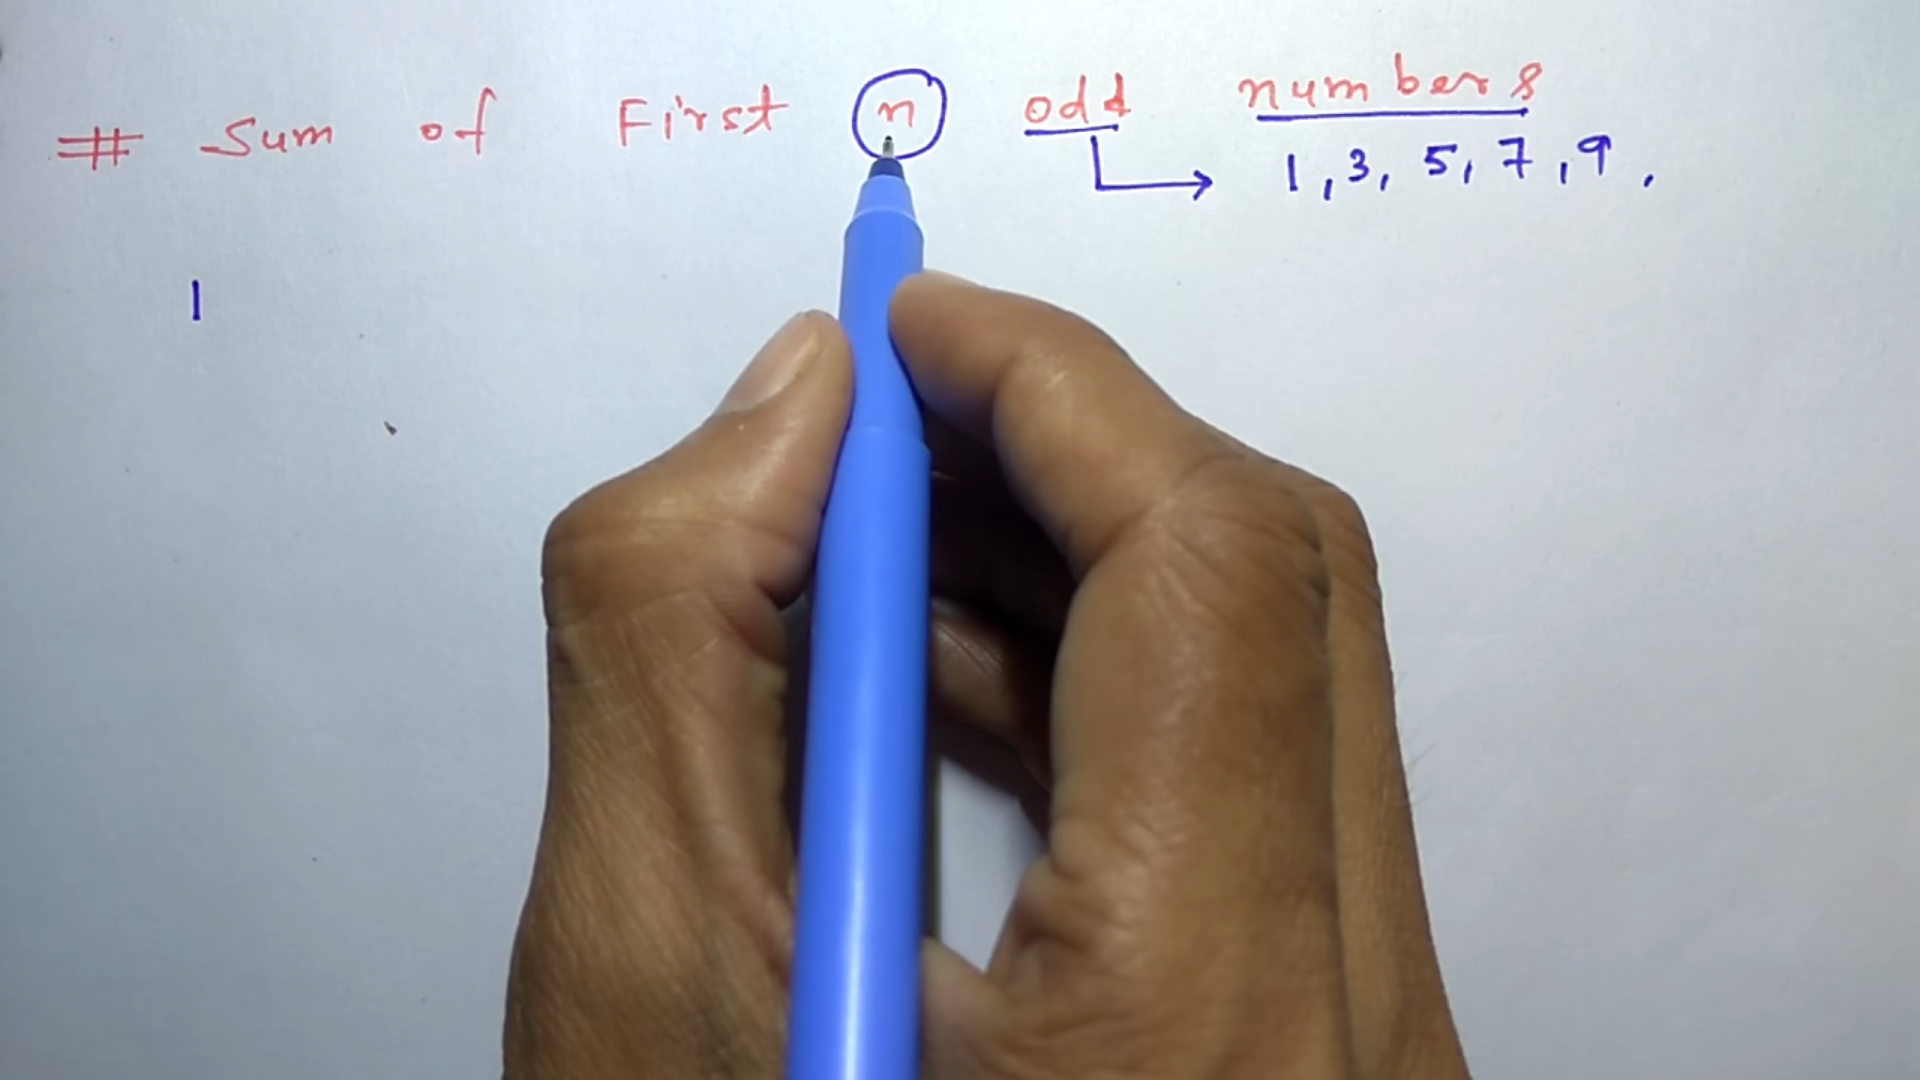 # Sum of First n odd numbers
1, 3, 5, 7, 9,
1